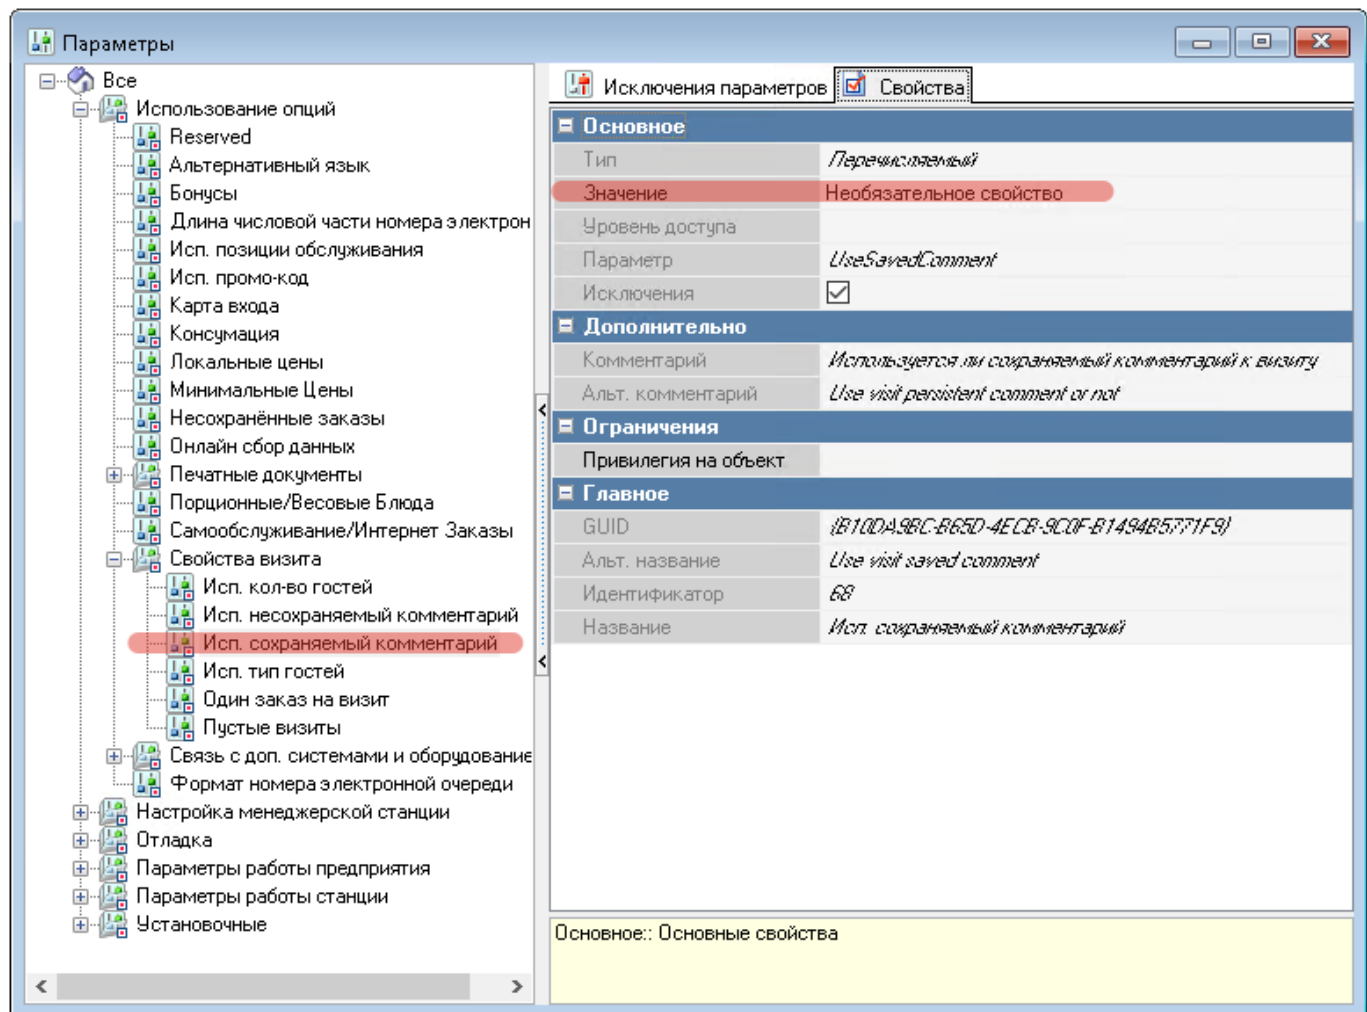 Параметры
Все
Использование опций
Reserved
Альтернативный язык
Бонусы
Длина числовой части номера электрон
Исп. позиции обслуживания
Исп. промо-код
Карта входа
Консумация
Локальные цены
Минимальные Цены
Несохранённые заказы
Онлайн сбор данных
Печатные документы
Порционные/Весовые Блюда
Самообслуживание/Интернет Заказы
Свойства визита
Исп. кол-во гостей
Исп. несохраняемый комментарий
Исп. сохраняемый комментарий
Исп. тип гостей
Один заказ на визит
Пустые визиты
Связь с доп. системами и оборудование
Формат номера электронной очереди
Настройка менеджерской станции
Отладка
Параметры работы предприятия
Параметры работы станции
Установочные
Исключения параметров Свойства
Основное
Тип Перечисляемый
Значение Необязательное свойство
Уровень доступа
Параметр UseSavedComment
Исключения
Дополнительно
Комментарий Используется ли сохраняемый комментарий к визиту
Альт. комментарий Use visit persistent comment or not
Ограничения
Привилегия на объект
Главное
GUID {B10DA9BC-B65D-4ECB-9C0F-B1494B5771F9}
Альт. название Use visit saved comment
Идентификатор 68
Название Исп. сохраняемый комментарий
Основное:: Основные свойства